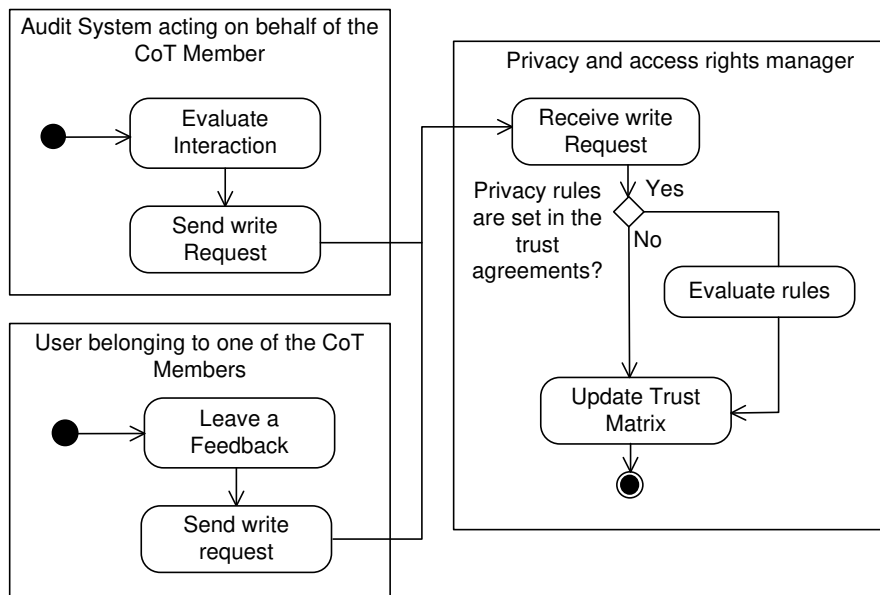 Audit System acting on behalf of the
CoT Member
Evaluate
Interaction
Send write
Request
User belonging to one of the CoT
Members
Leave a
Feedback
Send write
request
Privacy and access rights manager
Receive write
Request
Privacy rules
are set in the
trust
agreements?
Yes
No
Evaluate rules
Update Trust
Matrix